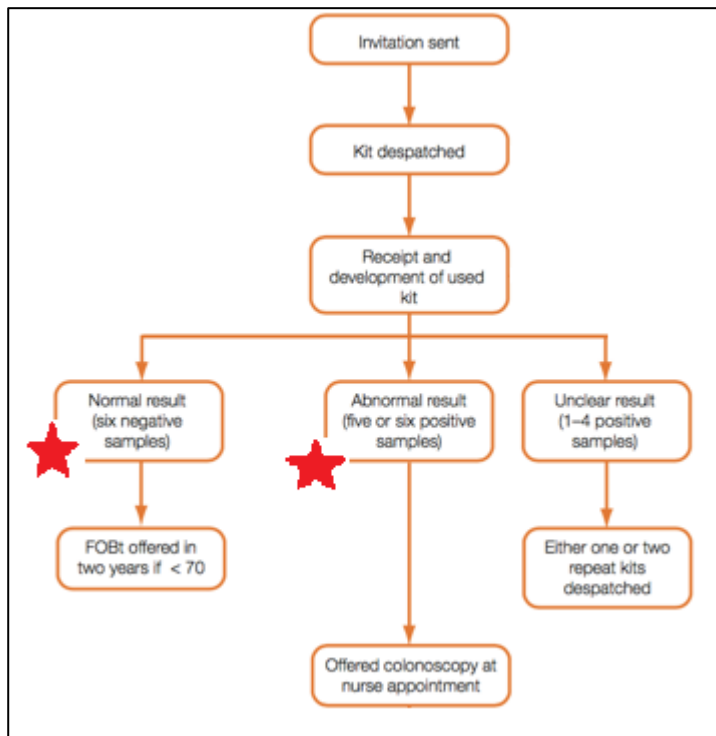 Invitation sent
Kit despatched
Receipt and
development of used
kit
Normal result
(six negative
samples)
Abnormal result
(five or six positive
samples)
Unclear result
(1–4 positive
samples)
FOBt offered in
two years if < 70
Either one or two
repeat kits
despatched
Offered colonoscopy at
nurse appointment